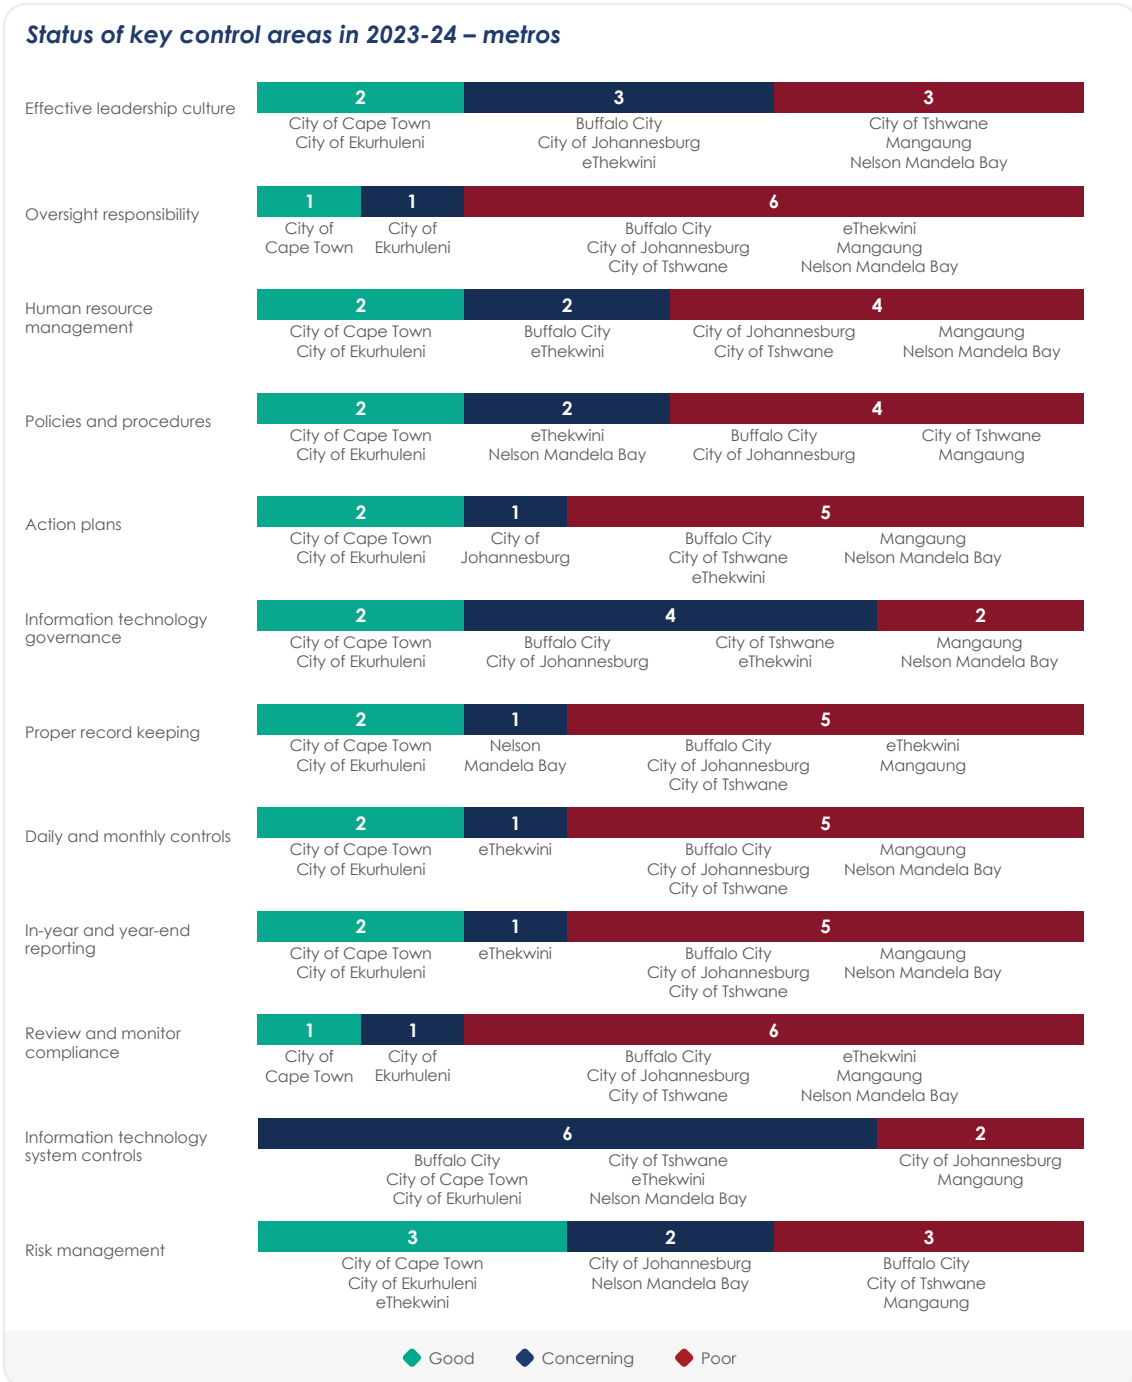 Status of key control areas in 2023-24 – metros
Effective leadership culture
2
3
3
City of Cape Town
City of Ekurhuleni
Buffalo City
City of Johannesburg
eThekwini
City of Tshwane
Mangaung
Nelson Mandela Bay
Oversight responsibility
1
1
6
City of
Cape Town
City of
Ekurhuleni
Buffalo City
City of Johannesburg
City of Tshwane
eThekwini
Mangaung
Nelson Mandela Bay
Human resource
management
2
2
4
City of Cape Town
City of Ekurhuleni
Buffalo City
eThekwini
City of Johannesburg
City of Tshwane
Mangaung
Nelson Mandela Bay
Policies and procedures
2
2
4
City of Cape Town
City of Ekurhuleni
eThekwini
Nelson Mandela Bay
Buffalo City
City of Johannesburg
City of Tshwane
Mangaung
Action plans
2
1
5
City of Cape Town
City of Ekurhuleni
City of
Johannesburg
Buffalo City
City of Tshwane
eThekwini
Mangaung
Nelson Mandela Bay
Information technology
governance
2
4
2
City of Cape Town
City of Ekurhuleni
Buffalo City
City of Johannesburg
City of Tshwane
eThekwini
Mangaung
Nelson Mandela Bay
Proper record keeping
2
1
5
City of Cape Town
City of Ekurhuleni
Nelson
Mandela Bay
Buffalo City
City of Johannesburg
City of Tshwane
eThekwini
Mangaung
Daily and monthly controls
2
1
5
City of Cape Town
City of Ekurhuleni
eThekwini
Buffalo City
City of Johannesburg
City of Tshwane
Mangaung
Nelson Mandela Bay
In-year and year-end
reporting
2
1
5
City of Cape Town
City of Ekurhuleni
eThekwini
Buffalo City
City of Johannesburg
City of Tshwane
Mangaung
Nelson Mandela Bay
Review and monitor
compliance
1
1
6
City of
Cape Town
City of
Ekurhuleni
Buffalo City
City of Johannesburg
City of Tshwane
eThekwini
Mangaung
Nelson Mandela Bay
Information technology
system controls
6
2
Buffalo City
City of Cape Town
City of Ekurhuleni
City of Tshwane
eThekwini
Nelson Mandela Bay
City of Johannesburg
Mangaung
Risk management
3
2
3
City of Cape Town
City of Ekurhuleni
eThekwini
City of Johannesburg
Nelson Mandela Bay
Buffalo City
City of Tshwane
Mangaung
Good
Concerning
Poor